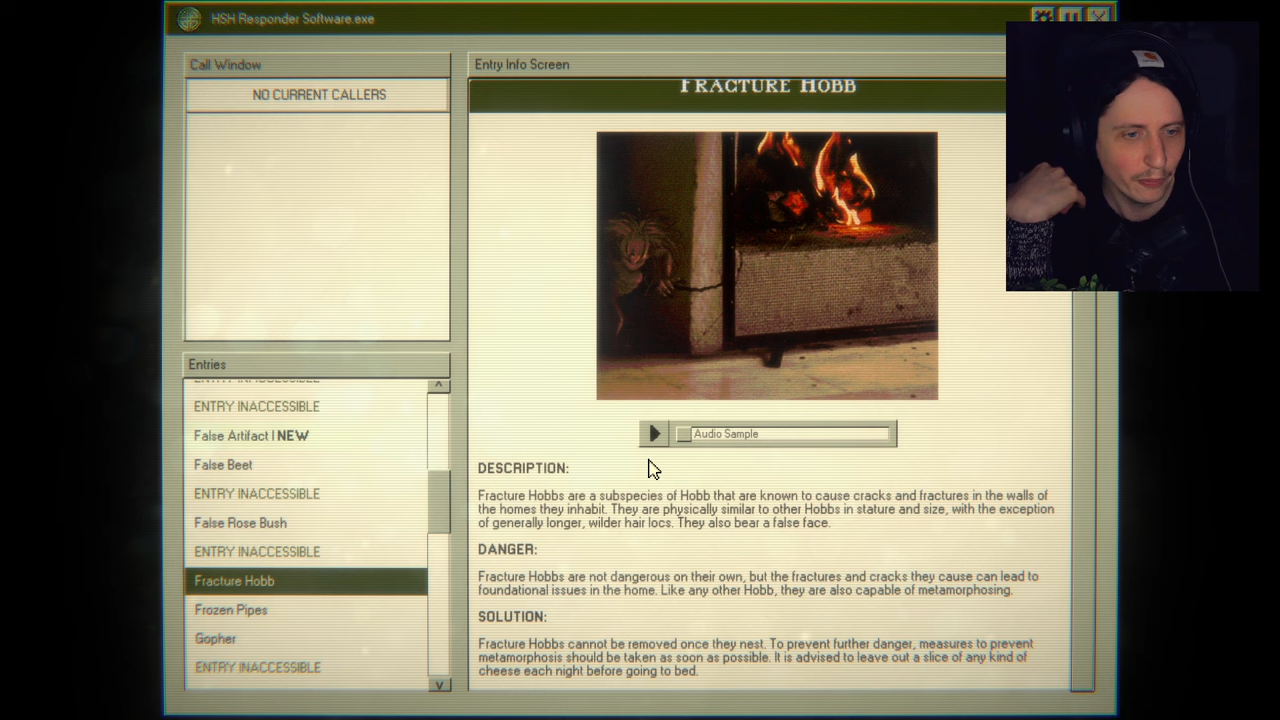 HSH Responder Software.exe
Call Window
NO CURRENT CALLERS
Entries
ENTRY INACCESSIBLE
ENTRY INACCESSIBLE
False Artifact | NEW
False Beet
ENTRY INACCESSIBLE
False Rose Bush
ENTRY INACCESSIBLE
Fracture Hobb
Frozen Pipes
Gopher
ENTRY INACCESSIBLE
Entry Info Screen
FRACTURE HOBB
Audio Sample
DESCRIPTION:
Fracture Hobbs are a subspecies of Hobb that are known to cause cracks and fractures in the walls of
the homes they inhabit. They are physically similar to other Hobbs in stature and size, with the exception
of generally longer, wilder hair locs. They also bear a false face.
DANGER:
Fracture Hobbs are not dangerous on their own, but the fractures and cracks they cause can lead to
foundational issues in the home. Like any other Hobb, they are also capable of metamorphosing.
SOLUTION:
Fracture Hobbs cannot be removed once they nest. To prevent further danger, measures to prevent
metamorphosis should be taken as soon as possible. It is advised to leave out a slice of any kind of
cheese each night before going to bed.